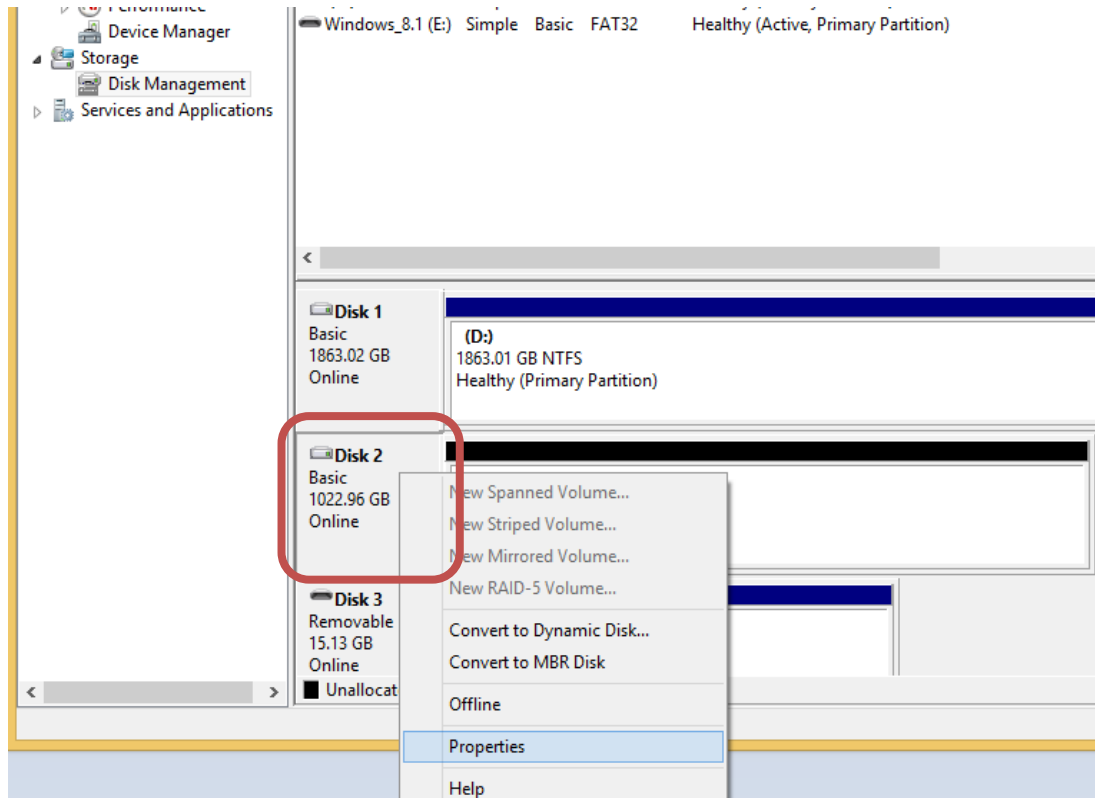 Performance
Device Manager
Storage
Disk Management
Services and Applications
Windows_8.1 (E:) Simple Basic FAT32 Healthy (Active, Primary Partition)
Disk 1
Basic
1863.02 GB
Online
(D:)
1863.01 GB NTFS
Healthy (Primary Partition)
Disk 2
Basic
1022.96 GB
Online
New Spanned Volume...
New Striped Volume...
New Mirrored Volume...
New RAID-5 Volume...
Convert to Dynamic Disk...
Convert to MBR Disk
Offline
Properties
Help
Disk 3
Removable
15.13 GB
Online
Unallocat